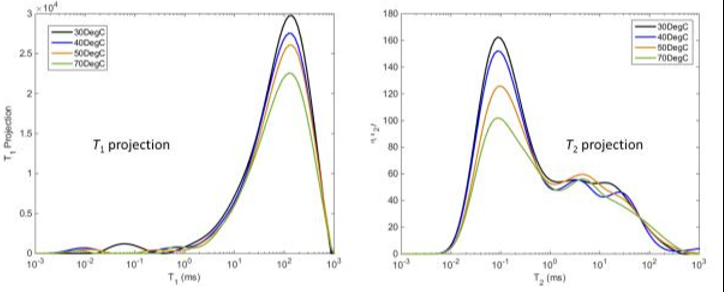 ×10⁴
3
2.5
2
1.5
1
0.5
0
T₁ Projection
30DegC
40DegC
50DegC
70DegC
T₁ projection
10⁻³ 10⁻² 10⁻¹ 10⁰ 10¹ 10² 10³
T₁ (ms)
180
160
140
120
100
80
60
40
20
0
30DegC
40DegC
60DegC
70DegC
T₂ projection
10⁻³ 10⁻² 10⁻¹ 10⁰ 10¹ 10² 10³
T₂ (ms)